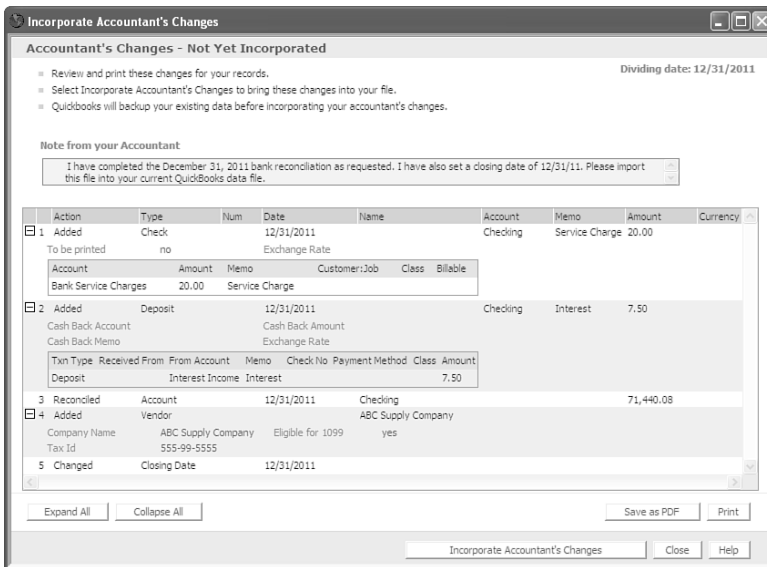 Incorporate Accountant's Changes
Accountant's Changes - Not Yet Incorporated
Dividing date: 12/31/2011
Review and print these changes for your records.
Select Incorporate Accountant's Changes to bring these changes into your file.
Quickbooks will backup your existing data before incorporating your accountant's changes.
Note from your Accountant
I have completed the December 31, 2011 bank reconciliation as requested. I have also set a closing date of 12/31/11. Please import
this file into your current QuickBooks data file.
Action Type Num Date Name Account Memo Amount Currency
1 Added Check 12/31/2011 Checking Service Charge 20.00
To be printed no Exchange Rate
Account Amount Memo Customer:Job Class Billable
Bank Service Charges 20.00 Service Charge
2 Added Deposit 12/31/2011 Checking Interest 7.50
Cash Back Account Cash Back Amount
Cash Back Memo Exchange Rate
Txn Type Received From From Account Memo Check No Payment Method Class Amount
Deposit Interest Income Interest 7.50
3 Reconciled Account 12/31/2011 Checking 71,440.08
4 Added Vendor ABC Supply Company
Company Name ABC Supply Company Eligible for 1099 yes
Tax Id 555-99-5555
5 Changed Closing Date 12/31/2011
Expand All Collapse All Save as PDF Print
Incorporate Accountant's Changes Close Help